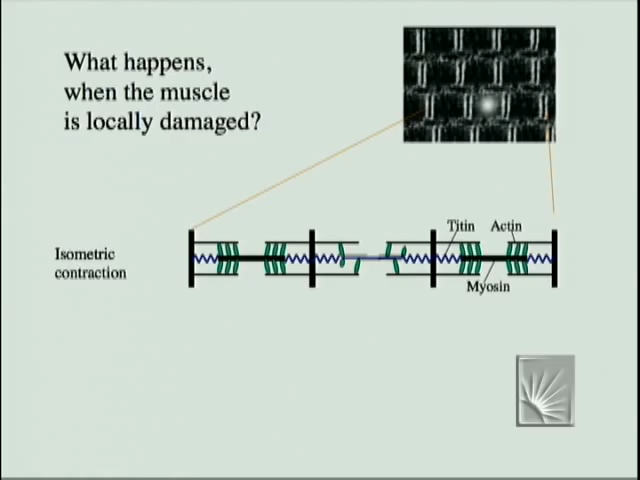 What happens,
when the muscle
is locally damaged?
Titin Actin
Isometric
contraction
Myosin